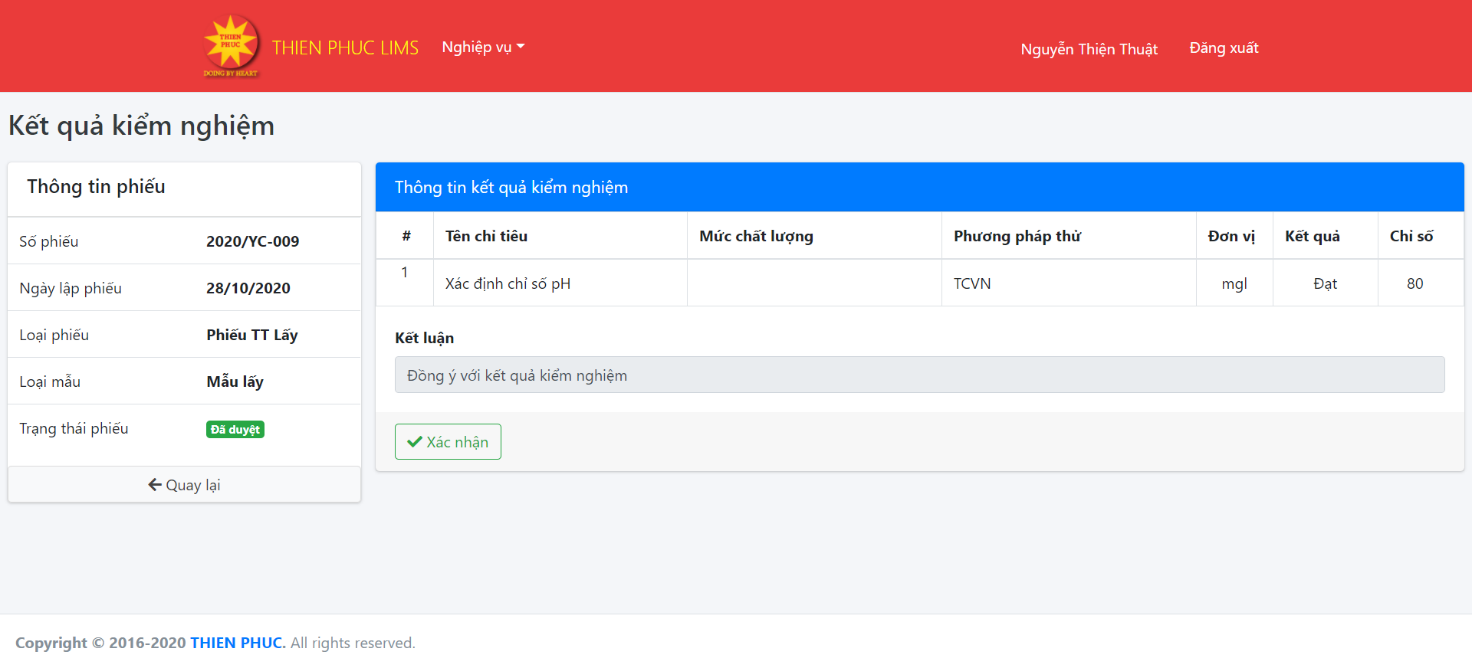 THIEN
PHUC
DOING BY HEART
THIEN PHUC LIMS
Nghiệp vụ
Nguyễn Thiện Thuật
Đăng xuất
Kết quả kiểm nghiệm
Thông tin phiếu
Số phiếu 2020/YC-009
Ngày lập phiếu 28/10/2020
Loại phiếu Phiếu TT Lấy
Loại mẫu Mẫu lấy
Trạng thái phiếu Đã duyệt
Quay lại
Thông tin kết quả kiểm nghiệm
# Tên chỉ tiêu Mức chất lượng Phương pháp thử Đơn vị Kết quả Chỉ số
1 Xác định chỉ số pH TCVN mgl Đạt 80
Kết luận
Đồng ý với kết quả kiểm nghiệm
Xác nhận
Copyright © 2016-2020 THIEN PHUC. All rights reserved.